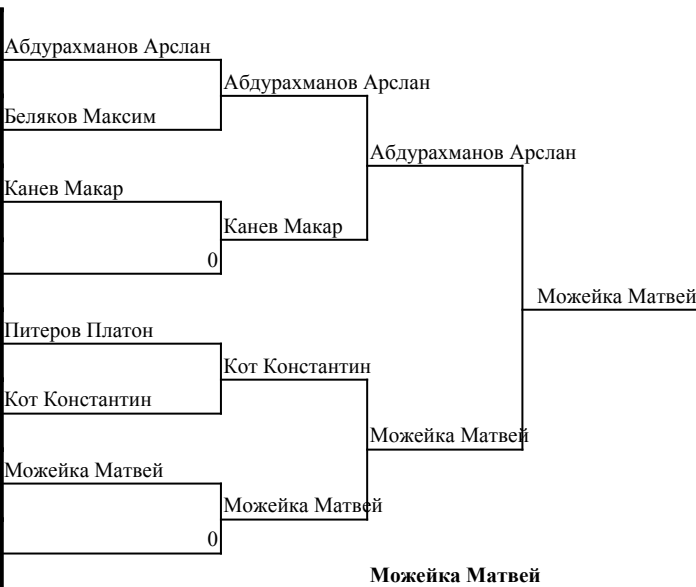 Абдурахманов Арслан
Абдурахманов Арслан
Беляков Максим
Абдурахманов Арслан
Канев Макар
Канев Макар
0
Можейка Матвей
Питеров Платон
Кот Константин
Кот Константин
Можейка Матвей
Можейка Матвей
Можейка Матвей
0
Можейка Матвей